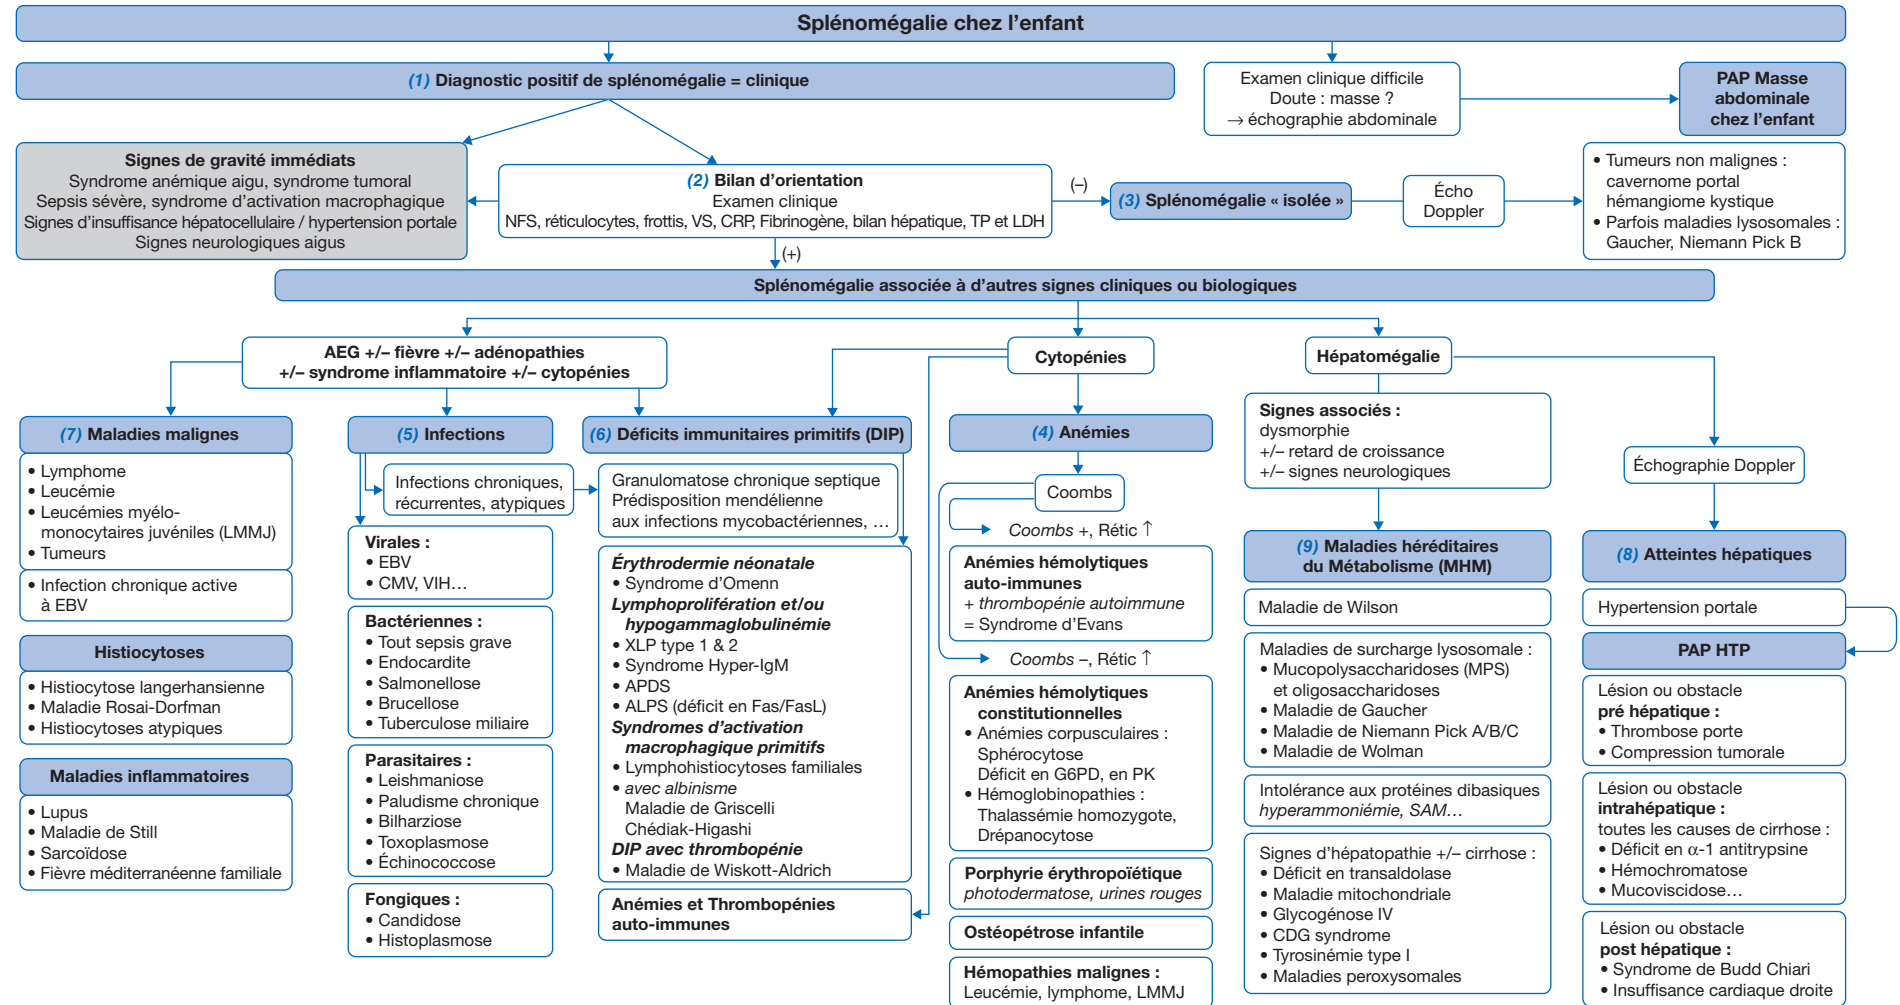 Splénomégalie chez l'enfant
(1) Diagnostic positif de splénomégalie = clinique
Examen clinique difficile
Doute : masse ?
→ échographie abdominale
PAP Masse
abdominale
chez l'enfant
Signes de gravité immédiats
Syndrome anémique aigu, syndrome tumoral
Sepsis sévère, syndrome d'activation macrophagique
Signes d'insuffisance hépatocellulaire / hypertension portale
Signes neurologiques aigus
(2) Bilan d'orientation
Examen clinique
NFS, réticulocytes, frottis, VS, CRP, Fibrinogène, bilan hépatique, TP et LDH
(–)
(3) Splénomégalie « isolée »
Écho
Doppler
• Tumeurs non malignes :
cavernome portal
hémangiome kystique
• Parfois maladies lysosomales :
Gaucher, Niemann Pick B
(+)
Splénomégalie associée à d'autres signes cliniques ou biologiques
AEG +/– fièvre +/– adénopathies
+/– syndrome inflammatoire +/– cytopénies
Cytopénies
Hépatomégalie
(7) Maladies malignes
• Lymphome
• Leucémie
• Leucémies myélo-
monocytaires juvéniles (LMMJ)
• Tumeurs
• Infection chronique active
à EBV
Histiocytoses
• Histiocytose langerhansienne
• Maladie Rosai-Dorfman
• Histiocytoses atypiques
Maladies inflammatoires
• Lupus
• Maladie de Still
• Sarcoïdose
• Fièvre méditerranéenne familiale
(5) Infections
Infections chroniques,
récurrentes, atypiques
Virales :
• EBV
• CMV, VIH...
Bactériennes :
• Tout sepsis grave
• Endocardite
• Salmonellose
• Brucellose
• Tuberculose miliaire
Parasitaires :
• Leishmaniose
• Paludisme chronique
• Bilharziose
• Toxoplasmose
• Échinococcose
Fongiques :
• Candidose
• Histoplasmose
(6) Déficits immunitaires primitifs (DIP)
Granulomatose chronique septique
Prédisposition mendélienne
aux infections mycobactériennes, ...
Érythrodermie néonatale
• Syndrome d'Omenn
Lymphoprolifération et/ou
hypogammaglobulinémie
• XLP type 1 & 2
• Syndrome Hyper-IgM
• APDS
• ALPS (déficit en Fas/FasL)
Syndromes d'activation
macrophagique primitifs
• Lymphohistiocytoses familiales
• avec albinisme
Maladie de Griscelli
Chédiak-Higashi
DIP avec thrombopénie
• Maladie de Wiskott-Aldrich
Anémies et Thrombopénies
auto-immunes
(4) Anémies
Coombs
Coombs +, Rétic ↑
Anémies hémolytiques
auto-immunes
+ thrombopénie autoimmune
= Syndrome d'Evans
Coombs –, Rétic ↑
Anémies hémolytiques
constitutionnelles
• Anémies corpusculaires :
Sphérocytose
Déficit en G6PD, en PK
• Hémoglobinopathies :
Thalassémie homozygote,
Drépanocytose
Porphyrie érythropoïétique
photodermatose, urines rouges
Ostéopétrose infantile
Hémopathies malignes :
Leucémie, lymphome, LMMJ
Signes associés :
dysmorphie
+/– retard de croissance
+/– signes neurologiques
(9) Maladies héréditaires
du Métabolisme (MHM)
Maladie de Wilson
Maladies de surcharge lysosomale :
• Mucopolysaccharidoses (MPS)
et oligosaccharidoses
• Maladie de Gaucher
• Maladie de Niemann Pick A/B/C
• Maladie de Wolman
Intolérance aux protéines dibasiques
hyperammoniémie, SAM...
Signes d'hépatopathie +/– cirrhose :
• Déficit en transaldolase
• Maladie mitochondriale
• Glycogénose IV
• CDG syndrome
• Tyrosinémie type I
• Maladies peroxysomales
Échographie Doppler
(8) Atteintes hépatiques
Hypertension portale
PAP HTP
Lésion ou obstacle
pré hépatique :
• Thrombose porte
• Compression tumorale
Lésion ou obstacle
intrahépatique :
toutes les causes de cirrhose :
• Déficit en α-1 antitrypsine
• Hémochromatose
• Mucoviscidose...
Lésion ou obstacle
post hépatique :
• Syndrome de Budd Chiari
• Insuffisance cardiaque droite